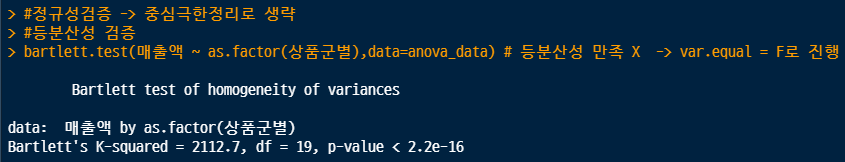 > #정규성검증 -> 중심극한정리로 생략
> #등분산성 검증
> bartlett.test(매출액 ~ as.factor(상품군별),data=anova_data) # 등분산성 만족 X  -> var.equal = F로 진행
Bartlett test of homogeneity of variances
data:  매출액 by as.factor(상품군별)
Bartlett's K-squared = 2112.7, df = 19, p-value < 2.2e-16